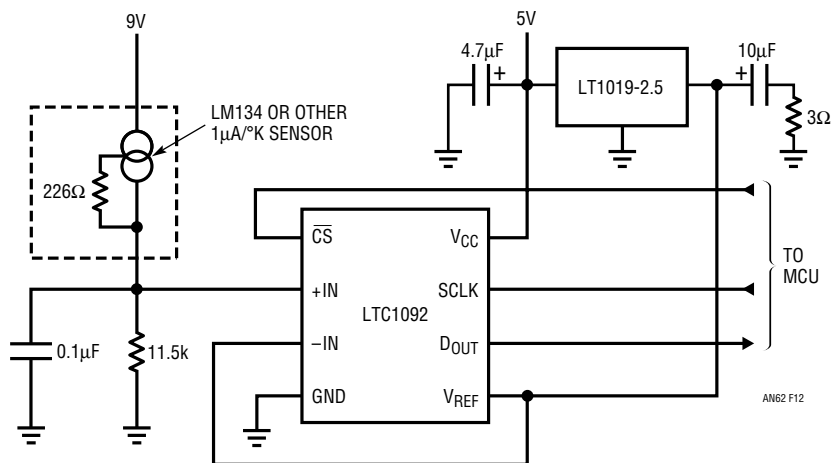 9V
LM134 OR OTHER
1µA/°K SENSOR
226Ω
0.1µF
11.5k
4.7µF
+
5V
LT1019-2.5
+
10µF
3Ω
C̅S̅
+IN
–IN
GND
LTC1092
VCC
SCLK
DOUT
VREF
TO
MCU
AN62 F12